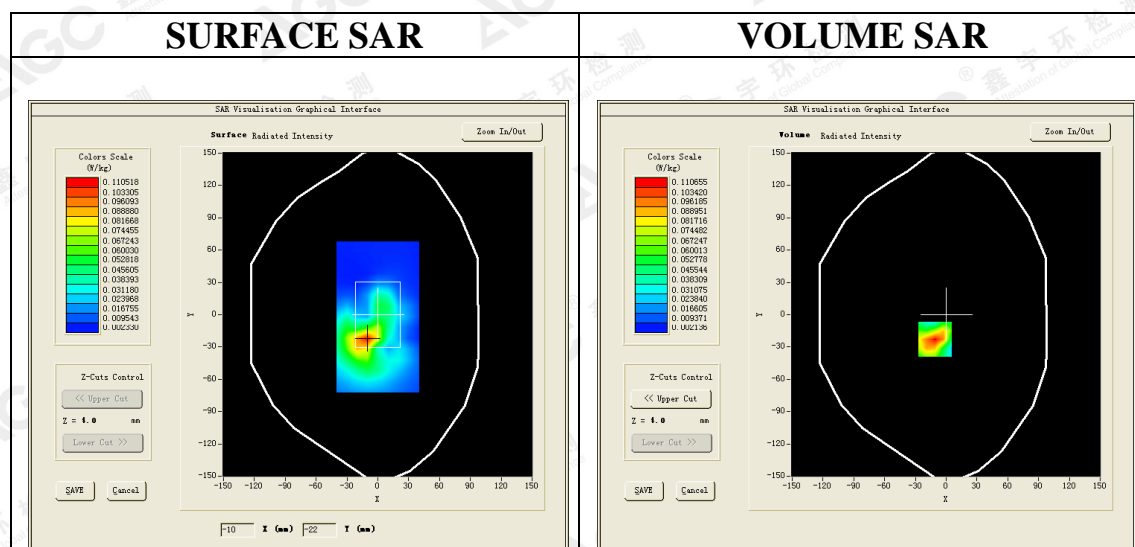 SURFACE SAR
SAR Visualisation Graphical Interface
Surface Radiated Intensity
Zoom In/Out
Colors Scale
(W/kg)
0.110518
0.103305
0.096093
0.088880
0.081668
0.074455
0.067243
0.060030
0.052818
0.045605
0.038393
0.031180
0.023968
0.016755
0.009543
0.002330
Z-Cuts Control
<< Upper Cut
Z = 4.0 mm
Lower Cut >>
SAVE
Cancel
150
120
90
60
30
0
-30
-60
-90
-120
-150
Y
-150 -120 -90 -60 -30 0 30 60 90 120 150
X
-10 X (mm) -22 Y (mm)
VOLUME SAR
SAR Visualisation Graphical Interface
Volume Radiated Intensity
Zoom In/Out
Colors Scale
(W/kg)
0.110655
0.103420
0.096185
0.088951
0.081716
0.074482
0.067247
0.060013
0.052778
0.045544
0.038309
0.031075
0.023840
0.016605
0.009371
0.002136
Z-Cuts Control
<< Upper Cut
Z = 4.0 mm
Lower Cut >>
SAVE
Cancel
150
120
90
60
30
0
-30
-60
-90
-120
-150
Y
-150 -120 -90 -60 -30 0 30 60 90 120 150
X